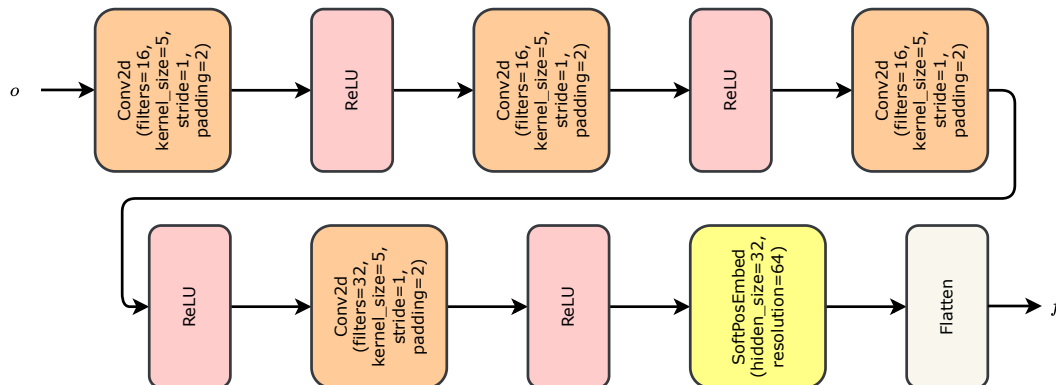 o
Conv2d
(filters=16,
kernel_size=5,
stride=1,
padding=2)
ReLU
Conv2d
(filters=16,
kernel_size=5,
stride=1,
padding=2)
ReLU
Conv2d
(filters=16,
kernel_size=5,
stride=1,
padding=2)
ReLU
Conv2d
(filters=32,
kernel_size=5,
stride=1,
padding=2)
ReLU
SoftPosEmbed
(hidden_size=32,
resolution=64)
Flatten
f